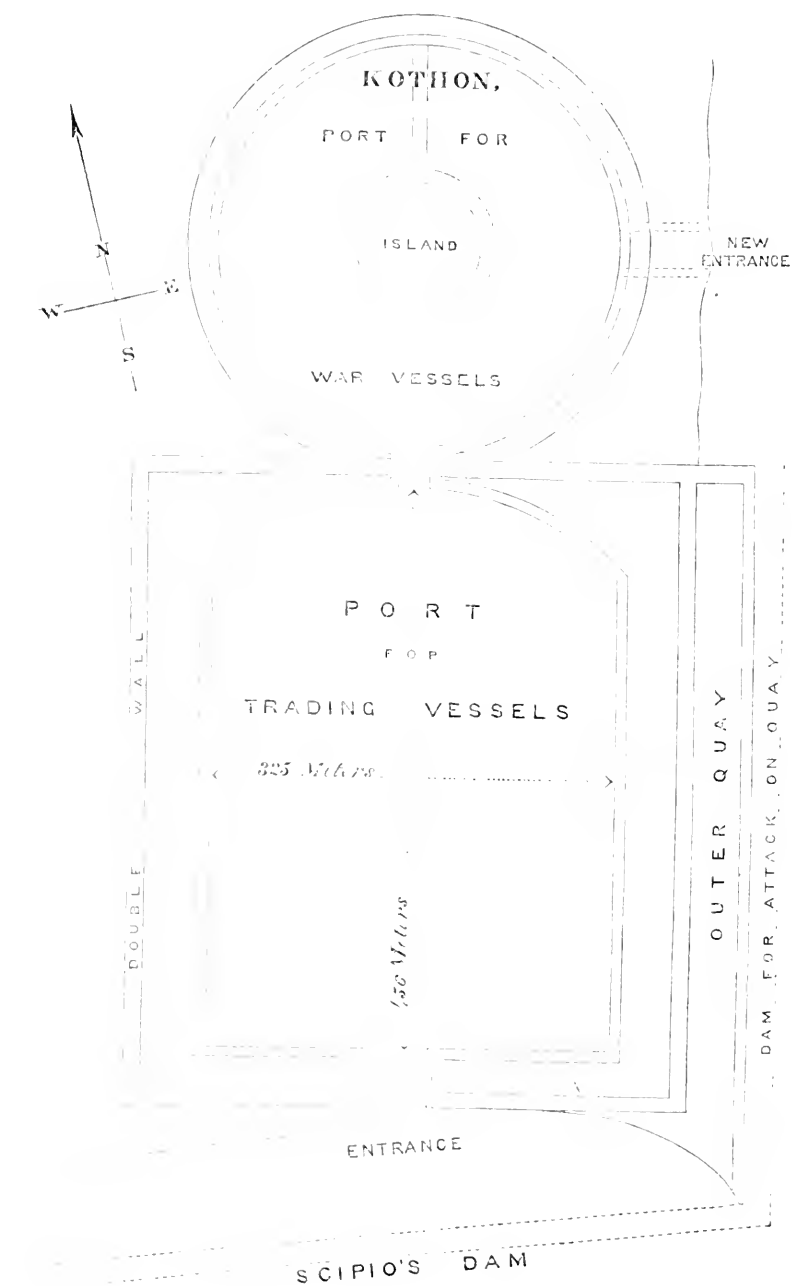 KOTHON,
PORT FOR
ISLAND
WAR VESSELS
NEW
ENTRANCE
N
W E
S
PORT
FOR
TRADING VESSELS
325 Meters.
Meters
DOUBLE WALL
OUTER QUAY
DAM FOR ATTACK ON QUAY
ENTRANCE
SCIPIO'S DAM